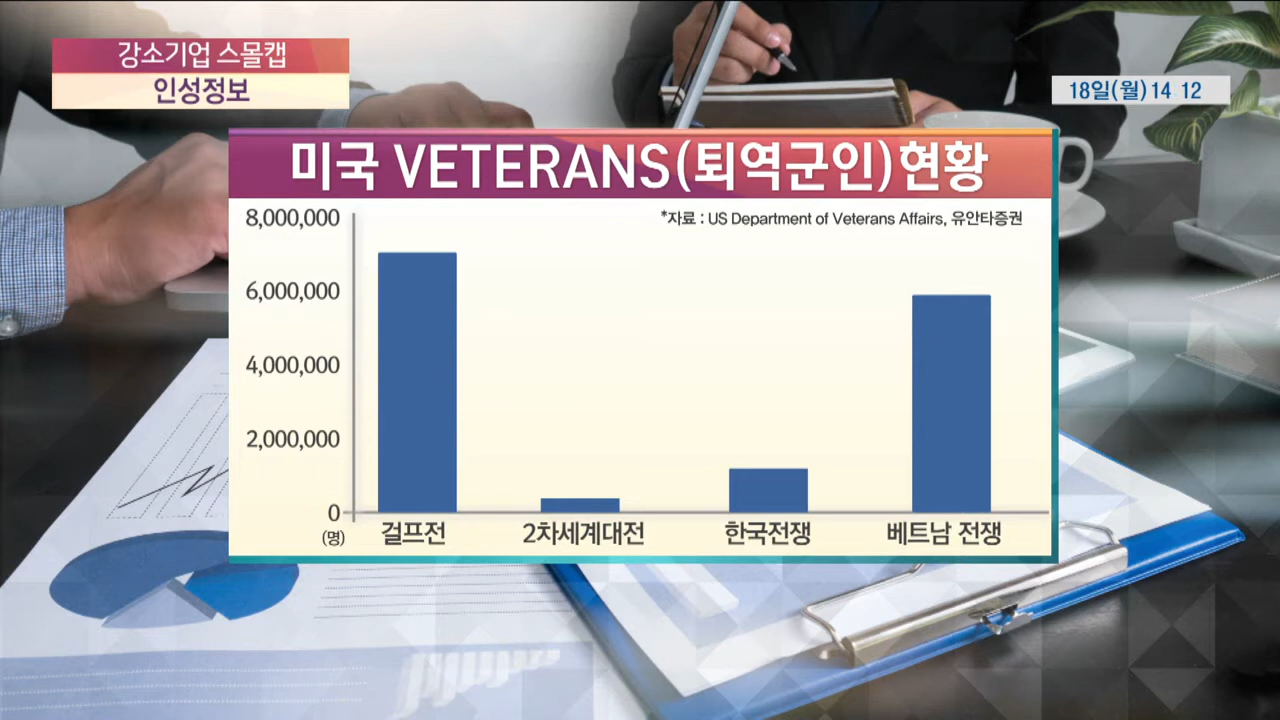 강소기업 스몰캡
인성정보
18일(월) 14 12
미국 VETERANS(퇴역군인)현황
*자료 : US Department of Veterans Affairs, 유안타증권
8,000,000
6,000,000
4,000,000
2,000,000
0
(명)
걸프전 2차세계대전 한국전쟁 베트남 전쟁